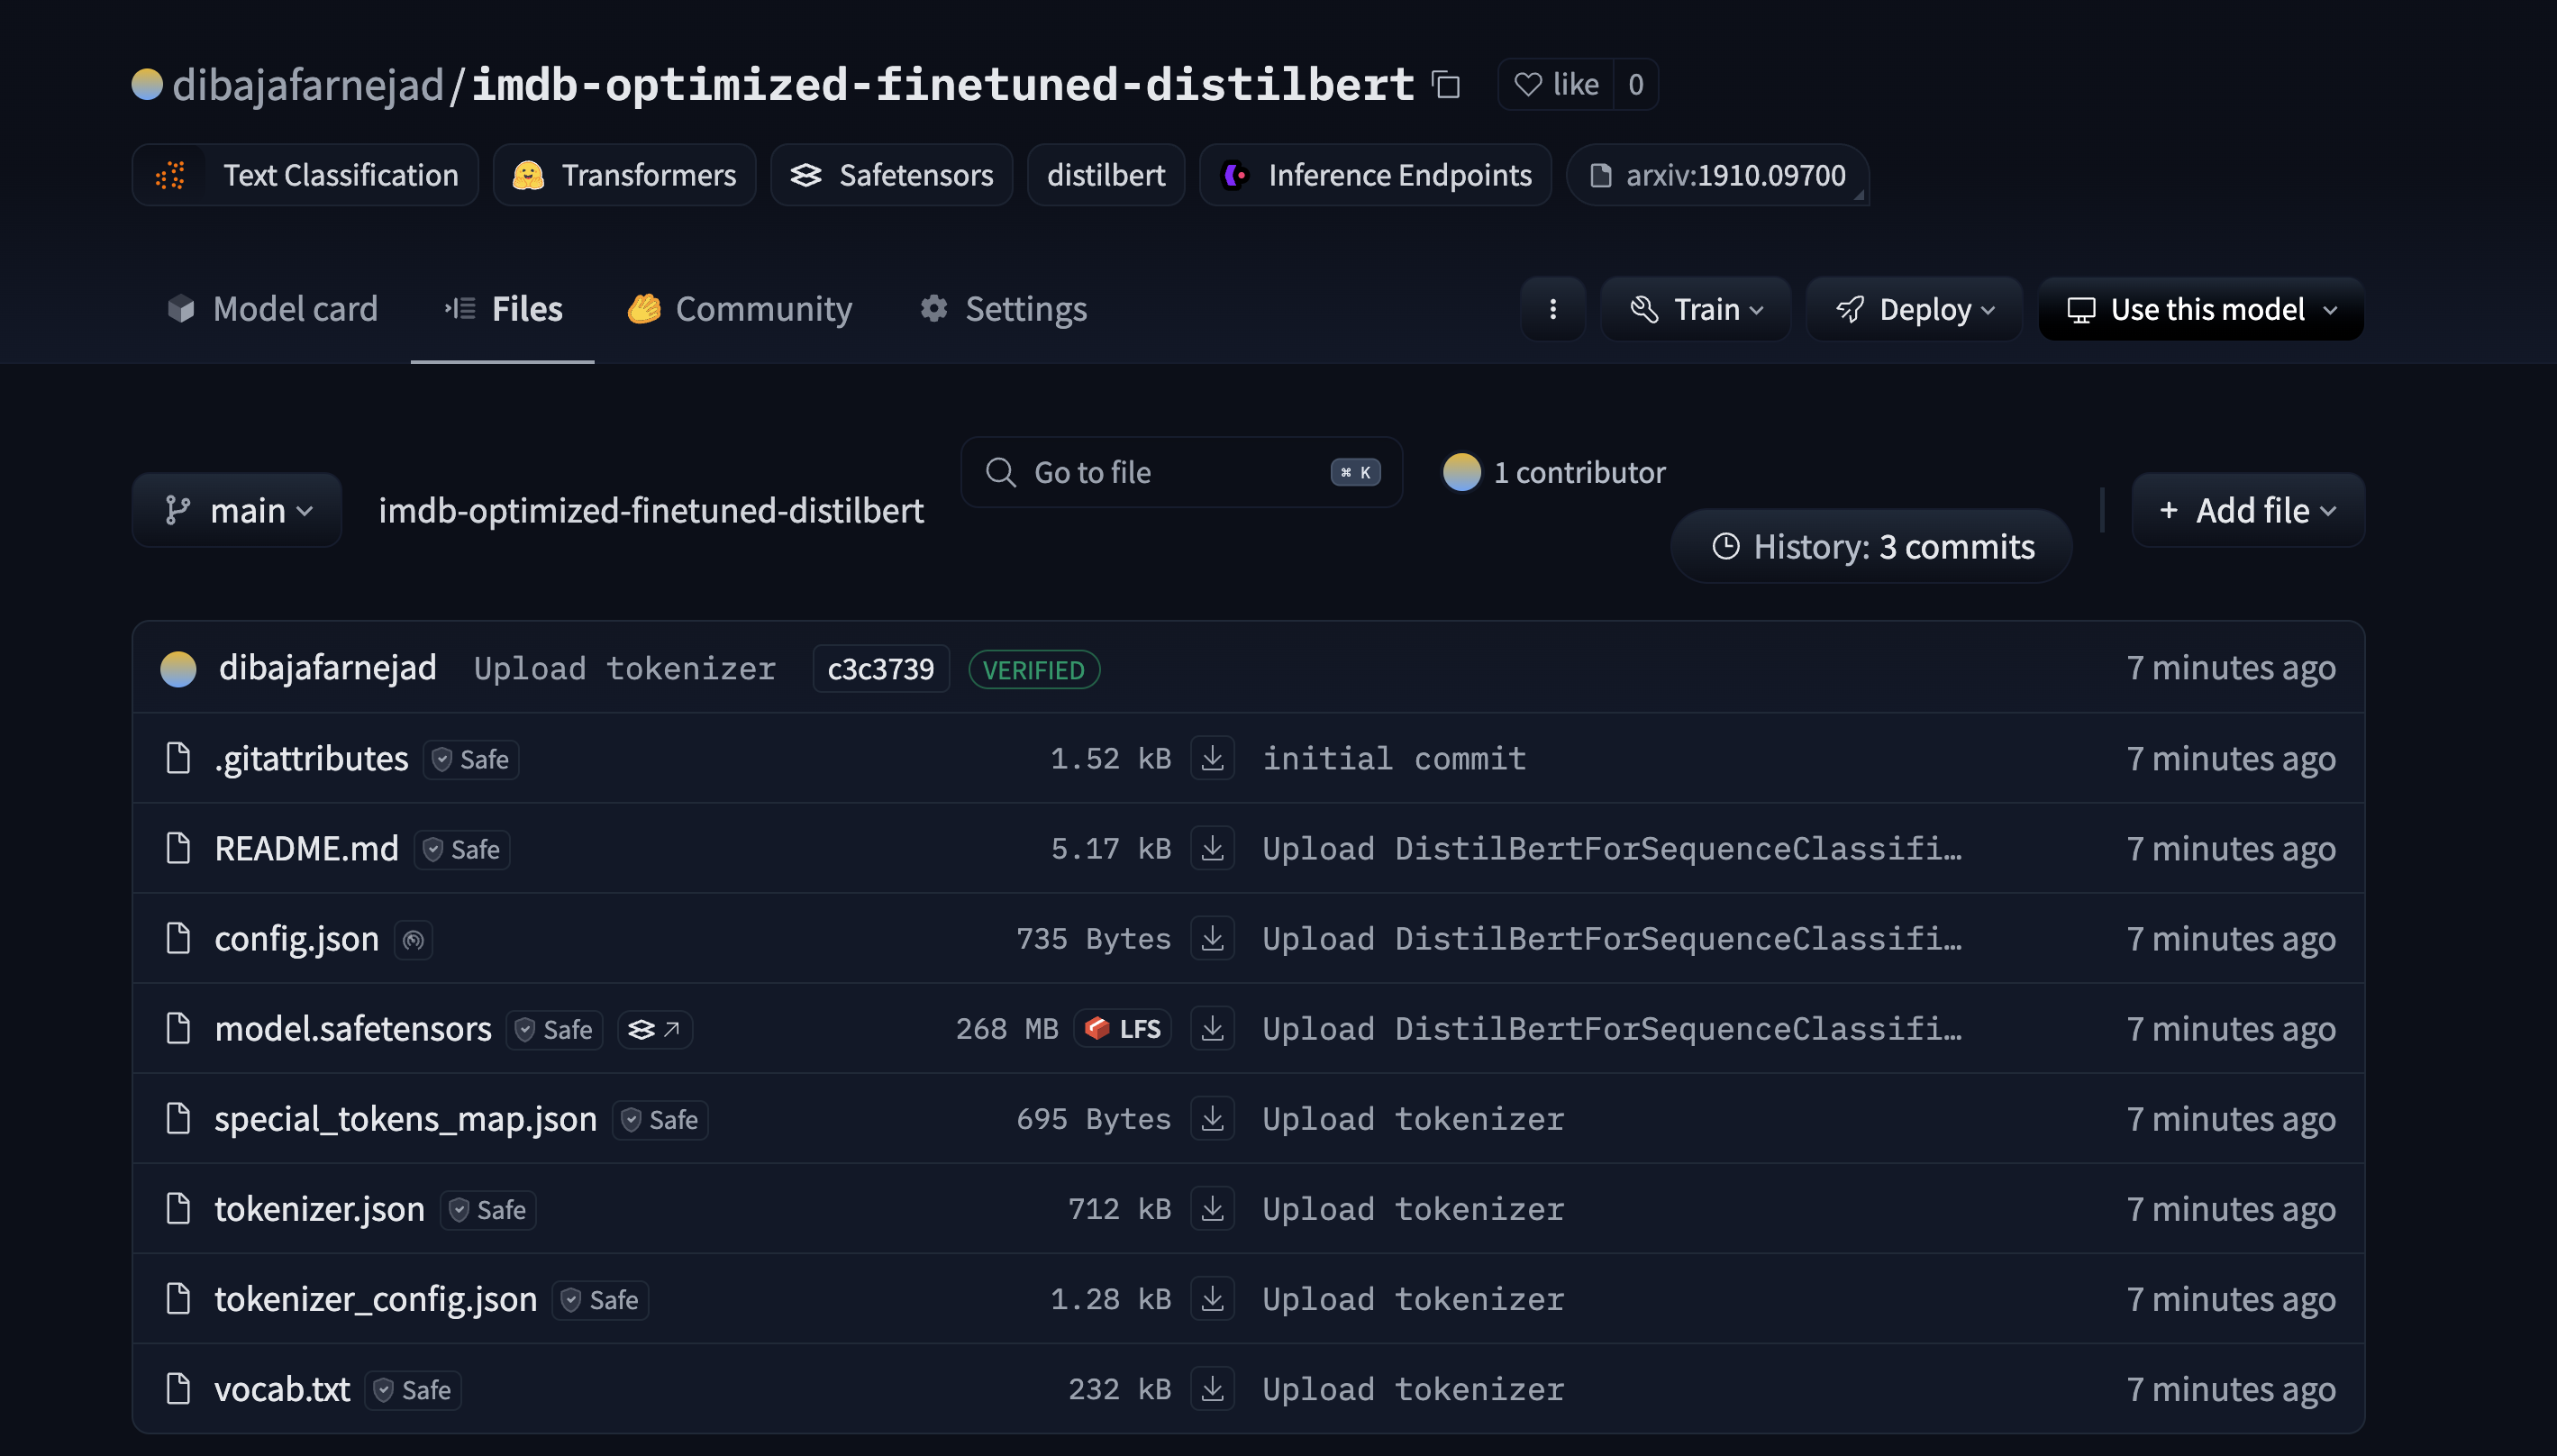 dibajafarnejad/imdb-optimized-finetuned-distilbert like 0
Text Classification Transformers Safetensors distilbert Inference Endpoints arxiv:1910.09700
Model card Files Community Settings Train Deploy Use this model
main imdb-optimized-finetuned-distilbert Go to file ⌘ K 1 contributor History: 3 commits + Add file
dibajafarnejad Upload tokenizer c3c3739 VERIFIED 7 minutes ago
.gitattributes Safe 1.52 kB initial commit 7 minutes ago
README.md Safe 5.17 kB Upload DistilBertForSequenceClassifi… 7 minutes ago
config.json 735 Bytes Upload DistilBertForSequenceClassifi… 7 minutes ago
model.safetensors Safe 268 MB LFS Upload DistilBertForSequenceClassifi… 7 minutes ago
special_tokens_map.json Safe 695 Bytes Upload tokenizer 7 minutes ago
tokenizer.json Safe 712 kB Upload tokenizer 7 minutes ago
tokenizer_config.json Safe 1.28 kB Upload tokenizer 7 minutes ago
vocab.txt Safe 232 kB Upload tokenizer 7 minutes ago